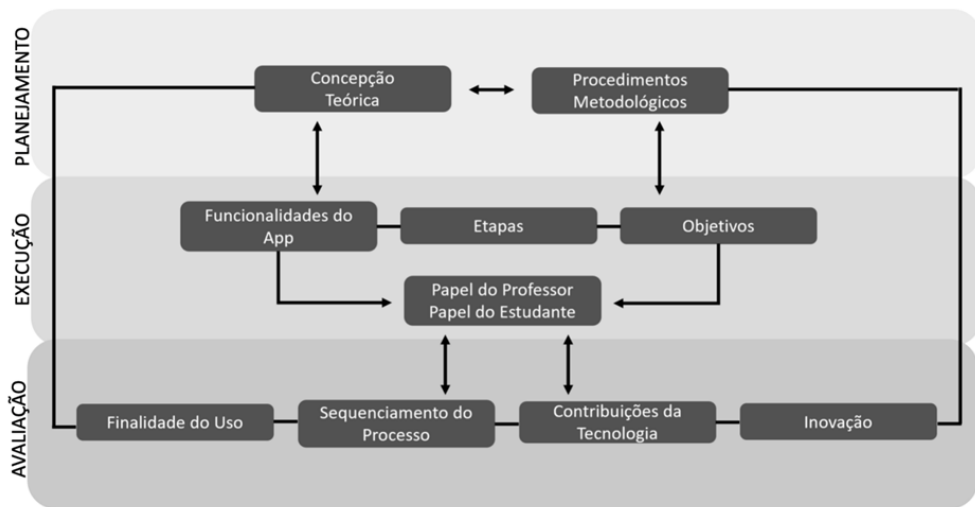 PLANEJAMENTO
Concepção
Teórica
Procedimentos
Metodológicos
EXECUÇÃO
Funcionalidades do
App
Etapas
Objetivos
Papel do Professor
Papel do Estudante
AVALIAÇÃO
Finalidade do Uso
Sequenciamento do
Processo
Contribuições da
Tecnologia
Inovação